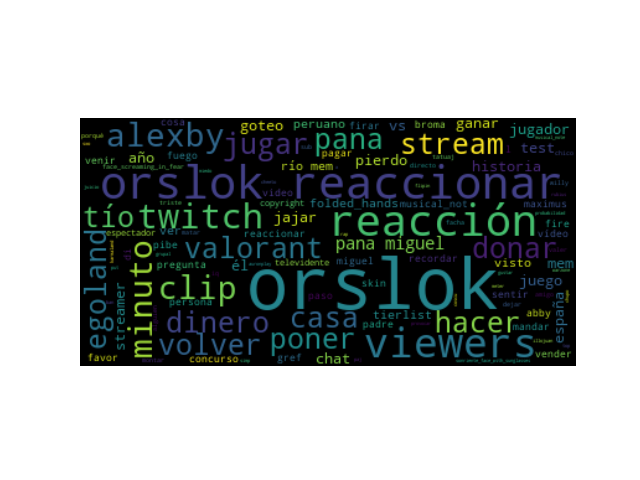 cosa goteo peruano firar vs broma ganar jugador
alexby jugar pana stream test
venir año fuego río mem pagar pierdo historia
face_screaming_in_fear
orslok reaccionar
triste video copyright folded_hands musical_not maximus
tío twitch jajar reacción fire
espectador ver reaccionar
egoland minuto di pibe valorant pana miguel donar visto mem
pregunta él televidente miguel recordar juego
streamer clip orslok skin sentir españa
persona paso
dinero casa tierlist hacer abby
padre mandar
volver poner viewers
favor concurso gref chat vender